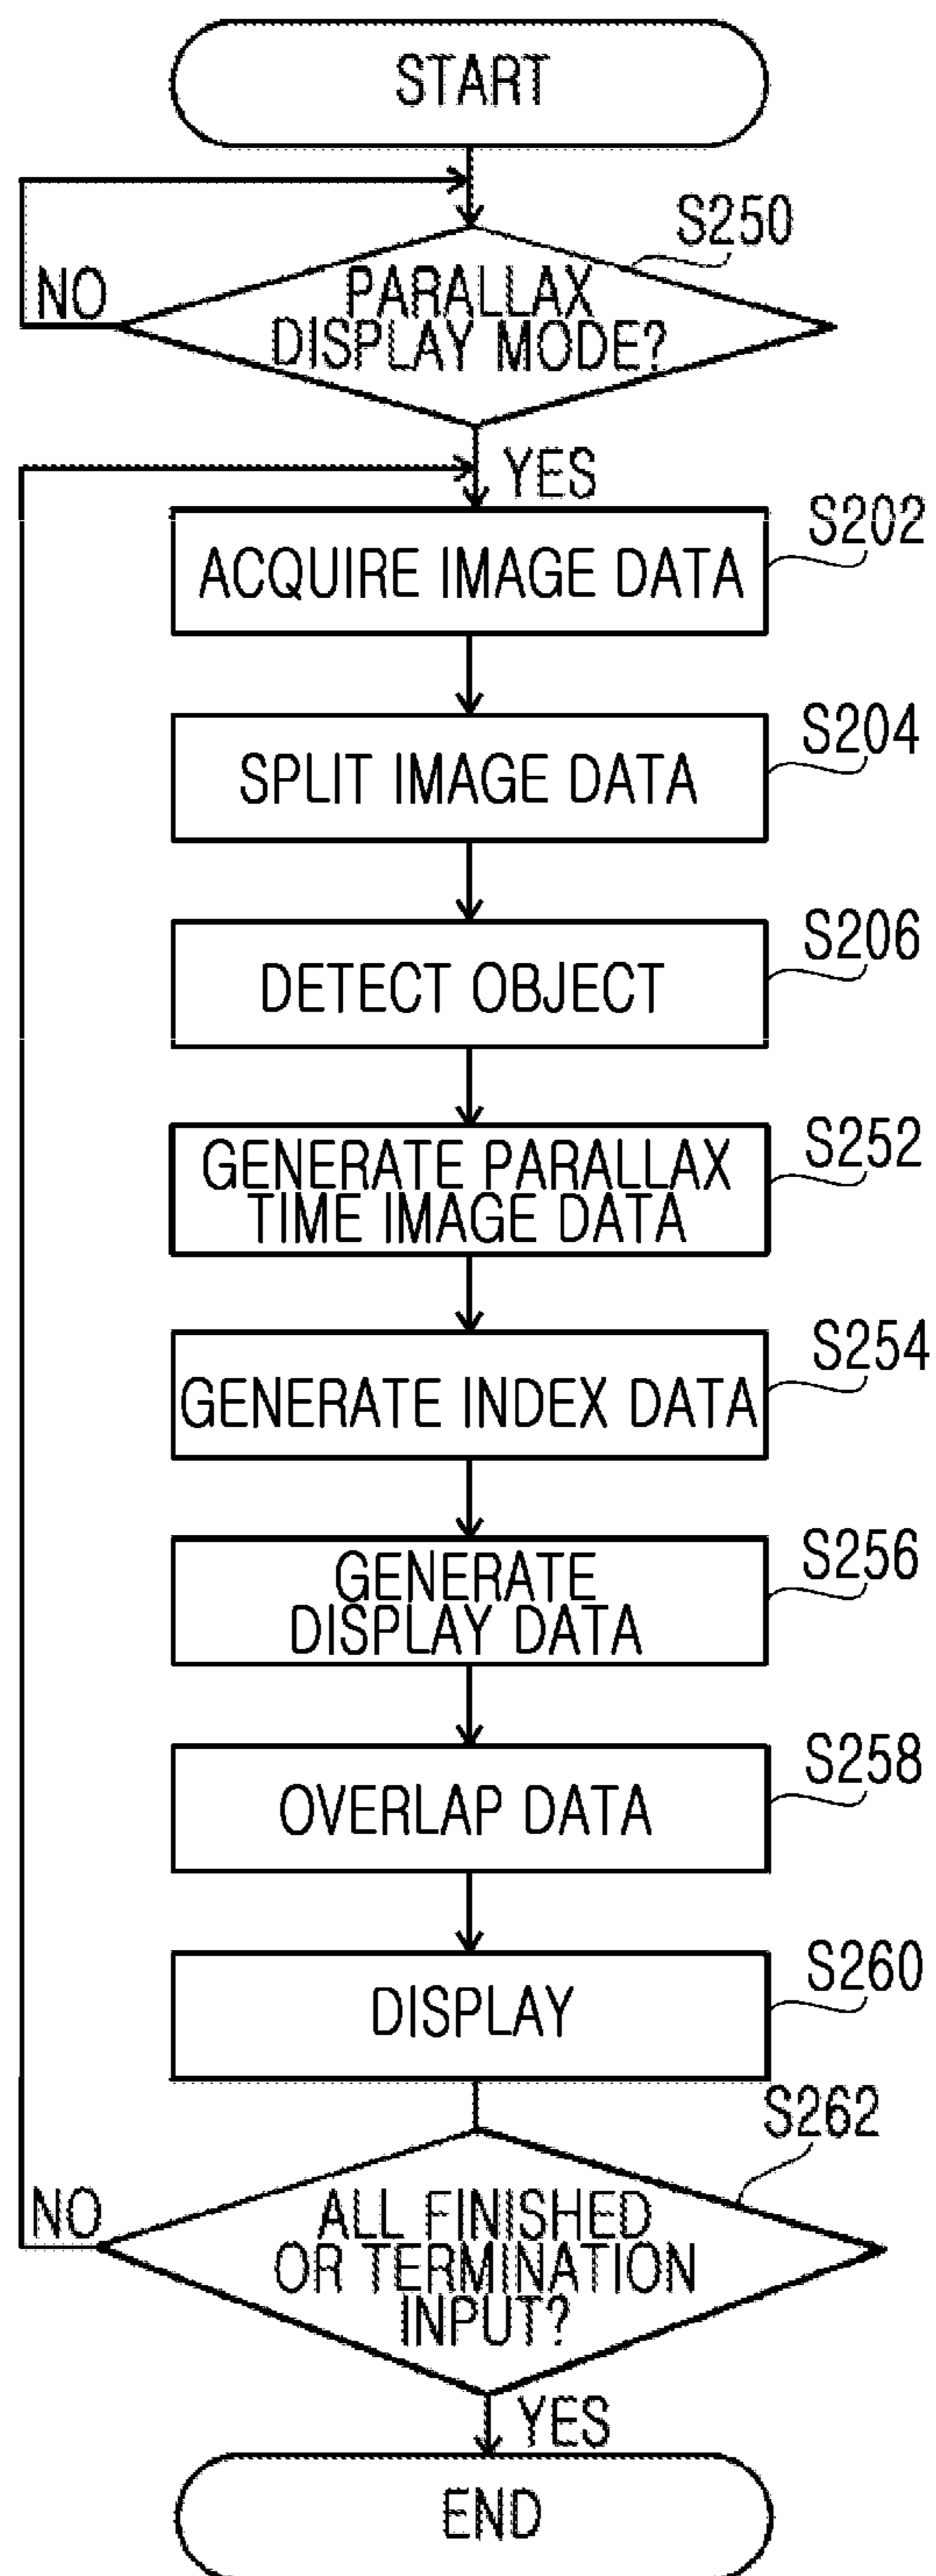 START
S250
NO
PARALLAX
DISPLAY MODE?
YES
S202
ACQUIRE IMAGE DATA
S204
SPLIT IMAGE DATA
S206
DETECT OBJECT
S252
GENERATE PARALLAX
TIME IMAGE DATA
S254
GENERATE INDEX DATA
S256
GENERATE
DISPLAY DATA
S258
OVERLAP DATA
S260
DISPLAY
S262
NO
ALL FINISHED
OR TERMINATION
INPUT?
YES
END